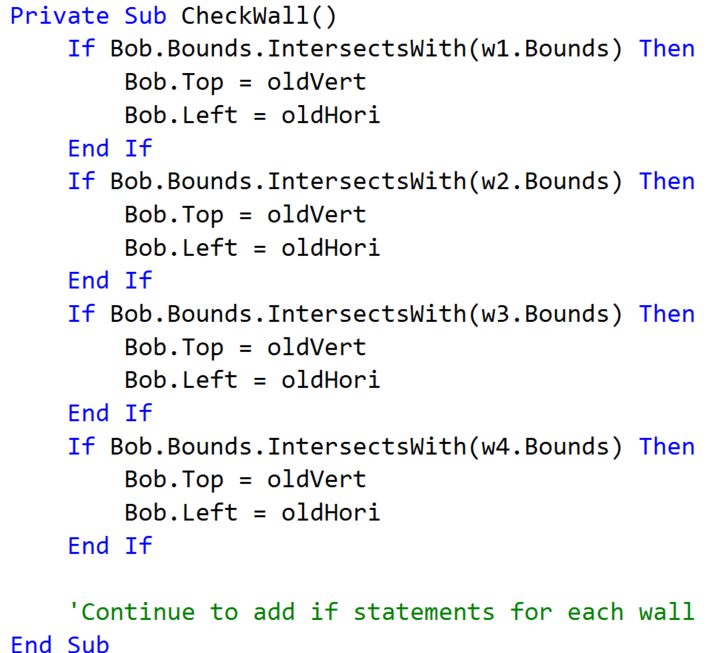 Private Sub CheckWall()
    If Bob.Bounds.IntersectsWith(w1.Bounds) Then
        Bob.Top = oldVert
        Bob.Left = oldHori
    End If
    If Bob.Bounds.IntersectsWith(w2.Bounds) Then
        Bob.Top = oldVert
        Bob.Left = oldHori
    End If
    If Bob.Bounds.IntersectsWith(w3.Bounds) Then
        Bob.Top = oldVert
        Bob.Left = oldHori
    End If
    If Bob.Bounds.IntersectsWith(w4.Bounds) Then
        Bob.Top = oldVert
        Bob.Left = oldHori
    End If

    'Continue to add if statements for each wall
End Sub